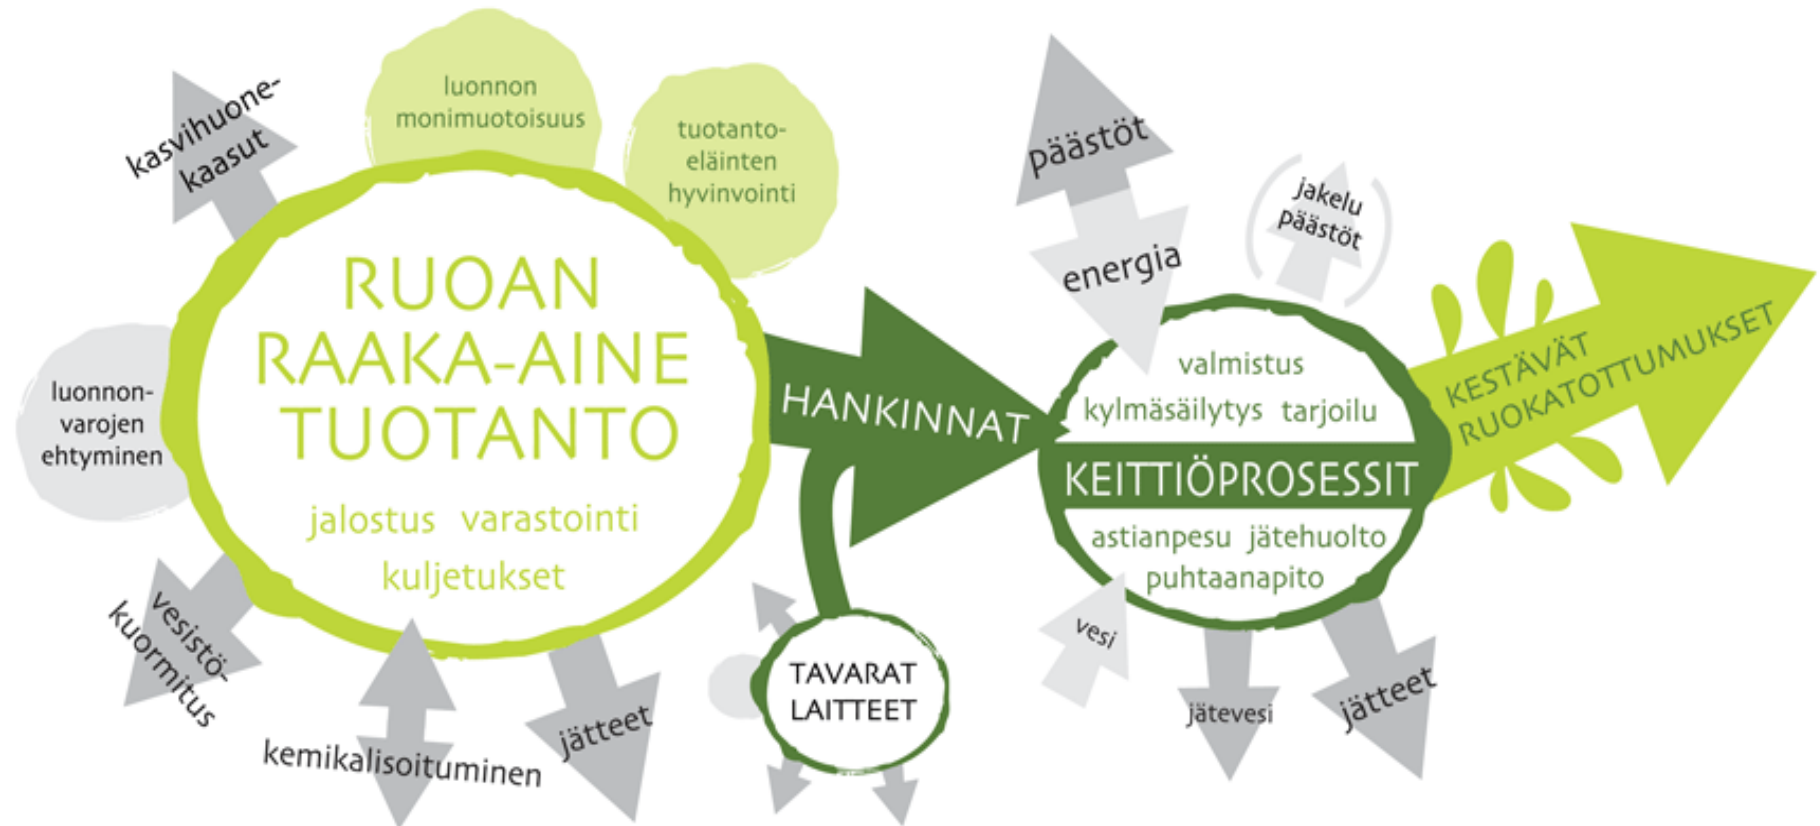 luonnon
monimuotoisuus
tuotanto-
eläinten
hyvinvointi
kasvihuone-
kaasut
RUOAN
RAAKA-AINE
TUOTANTO
jalostus varastointi
kuljetukset
luonnon-
varojen
ehtyminen
vesistö-
kuormitus
kemikalisoituminen
jätteet
HANKINNAT
TAVARAT
LAITTEET
päästöt
energia
jakelu
päästöt
valmistus
kylmäsäilytys tarjoilu
KEITTIÖPROSESSIT
astianpesu jätehuolto
puhtaanapito
vesi
jätevesi
jätteet
KESTÄVÄT
RUOKATOTTUMUKSET